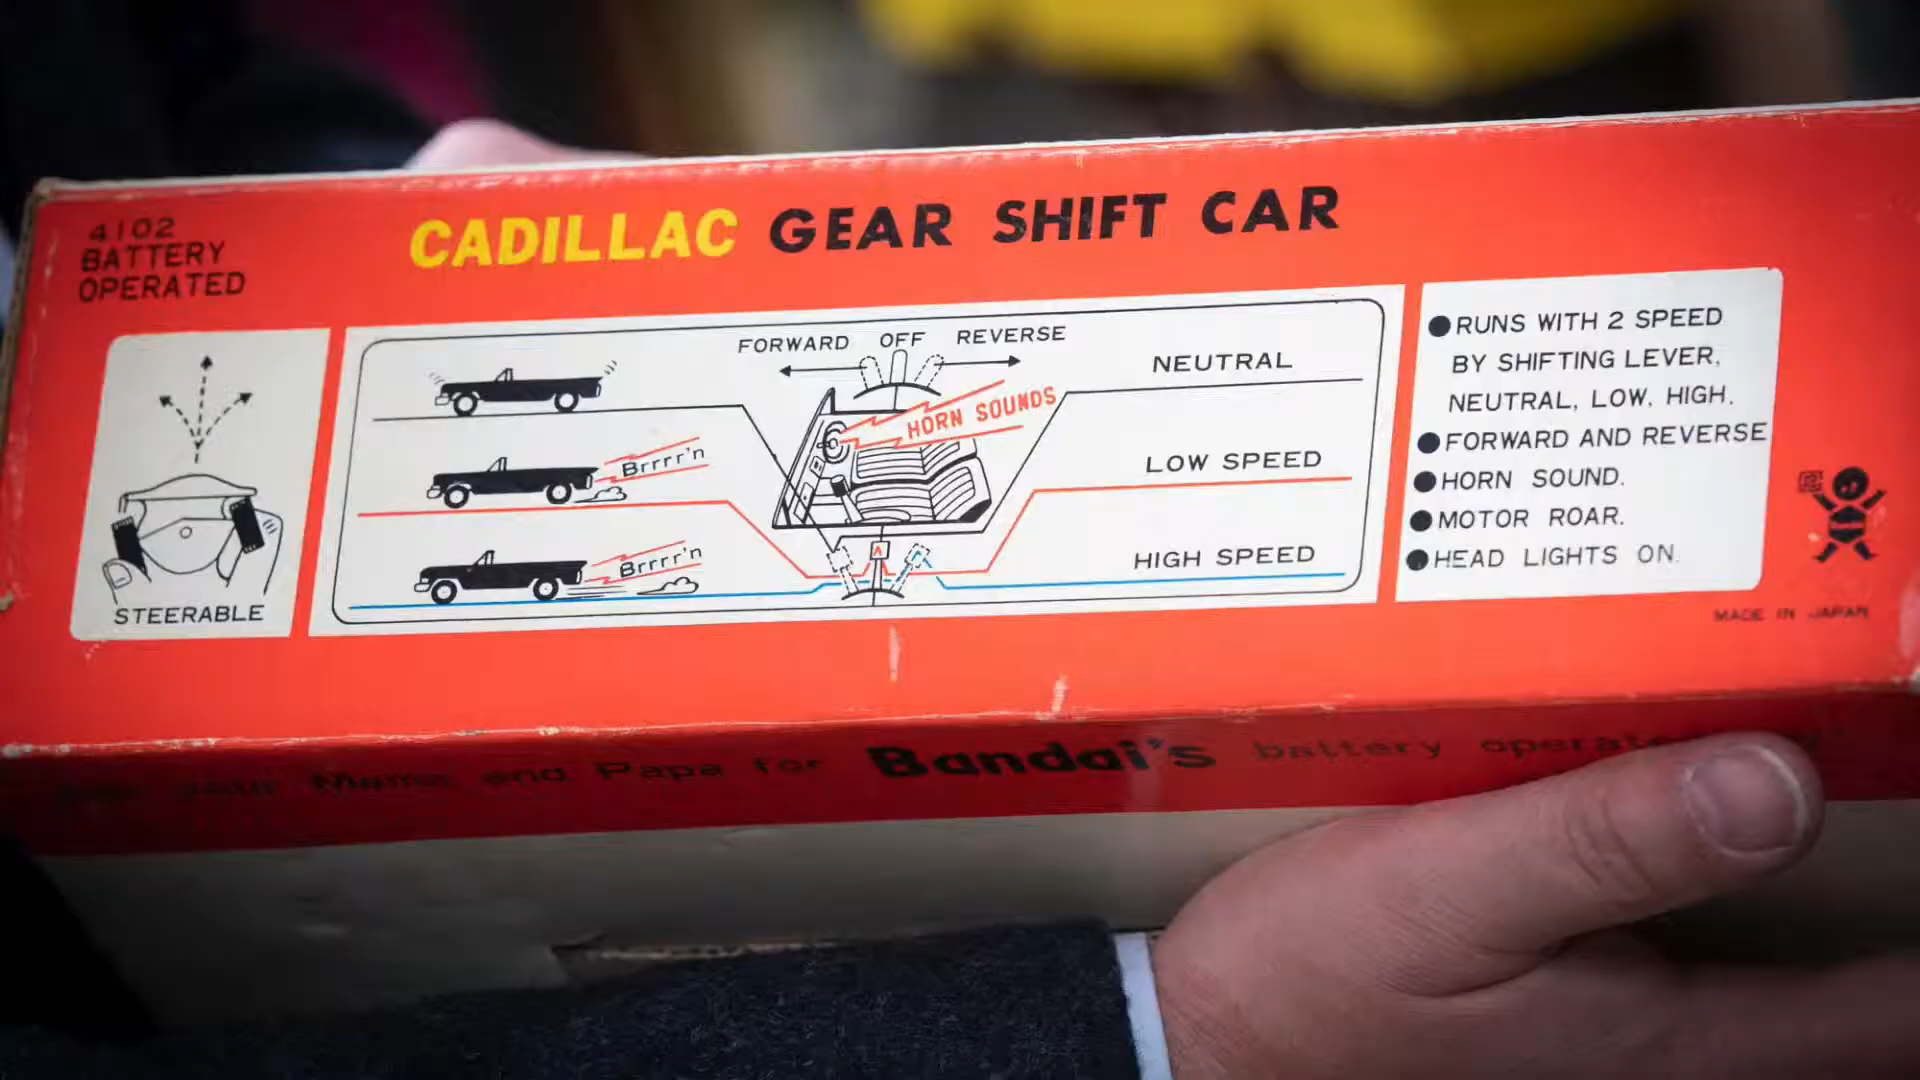 4102
BATTERY
OPERATED
CADILLAC GEAR SHIFT CAR
STEERABLE
FORWARD OFF REVERSE
NEUTRAL
HORN SOUNDS
Brrrr'n
LOW SPEED
Brrrr'n
HIGH SPEED
RUNS WITH 2 SPEED
BY SHIFTING LEVER,
NEUTRAL, LOW, HIGH.
FORWARD AND REVERSE
HORN SOUND.
MOTOR ROAR.
HEAD LIGHTS ON.
MADE IN JAPAN
your Mama and Papa for Bandai's battery